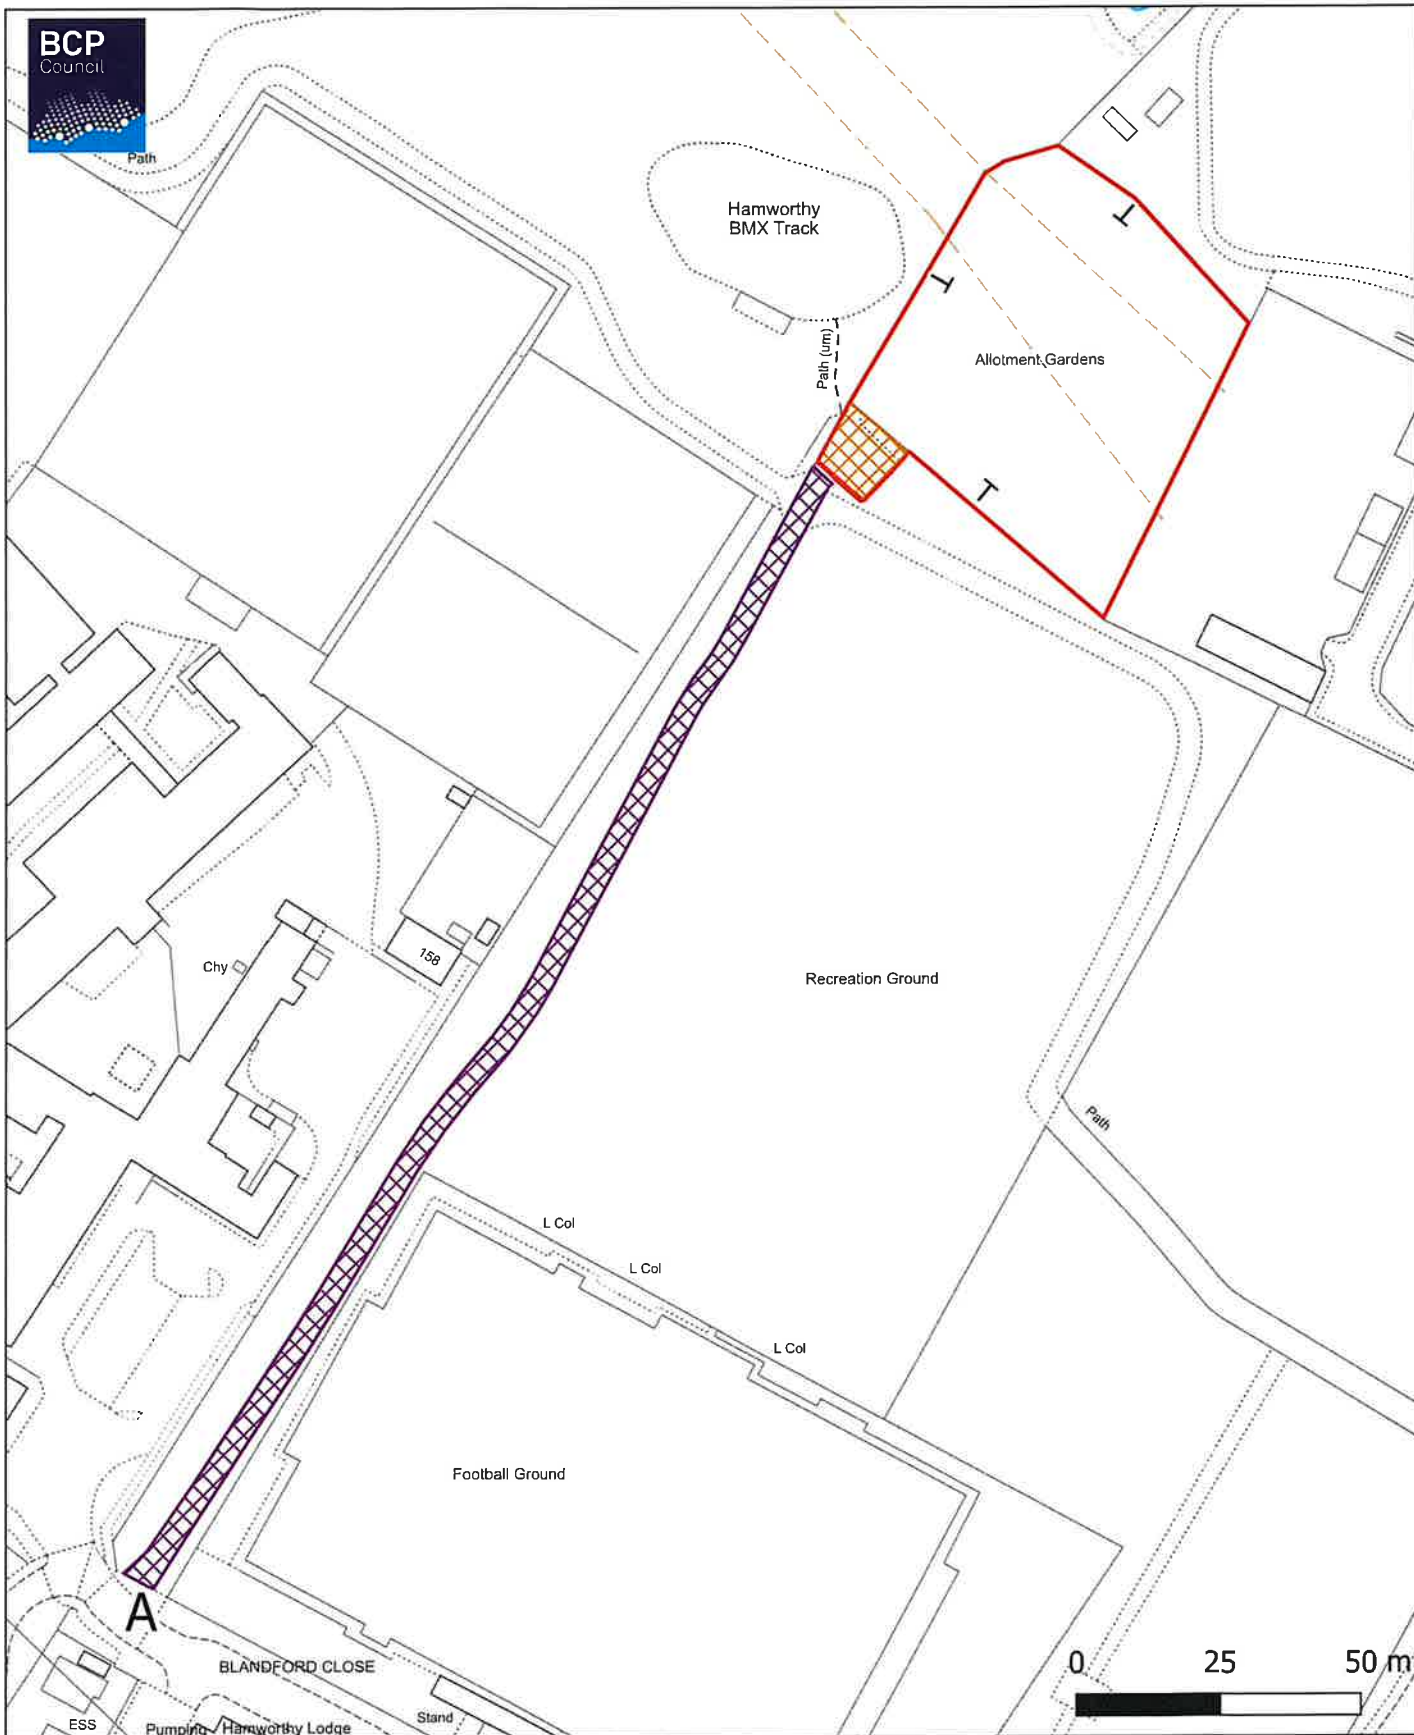 BCP
Council
Path
Hamworthy
BMX Track
Path (um)
Allotment Gardens
158
Chy
Recreation Ground
Path
L Col
L Col
L Col
Football Ground
A
BLANDFORD CLOSE
0 25 50 m
ESS
Pumping
Hamworthy Lodge
Stand